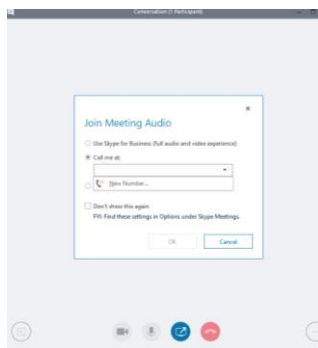 Conversation (1 Participant)
Join Meeting Audio
Use Skype for Business (full audio and video experience)
Call me at:
New Number...
Don't show this again
FYI: Find these settings in Options under Skype Meetings.
OK
Cancel